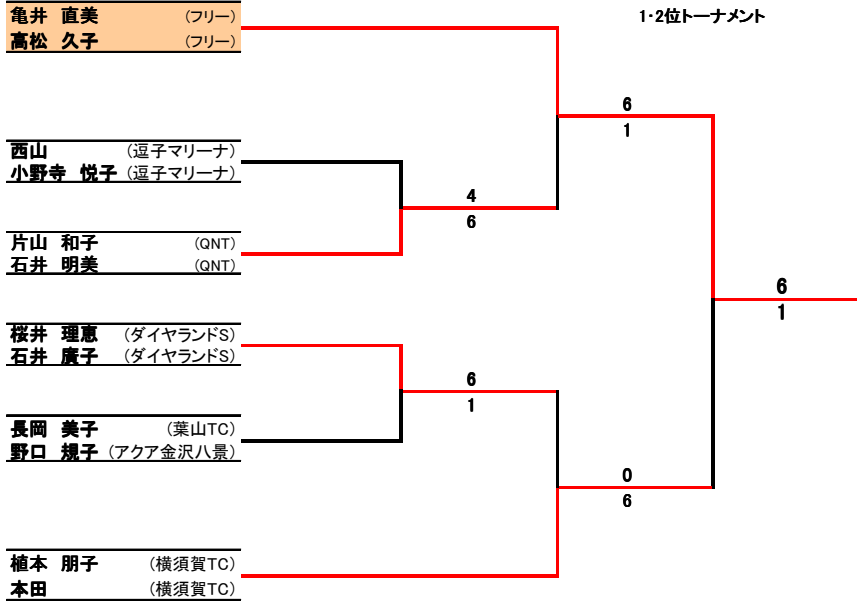 1・2位トーナメント
亀井 直美 (フリー)
高松 久子 (フリー)
6
1
西山 (逗子マリーナ)
小野寺 悦子 (逗子マリーナ)
4
6
片山 和子 (QNT)
石井 明美 (QNT)
6
1
桜井 理恵 (ダイヤランドS)
石井 廣子 (ダイヤランドS)
6
1
長岡 美子 (葉山TC)
野口 規子 (アクア金沢八景)
0
6
植本 朋子 (横須賀TC)
本田 (横須賀TC)